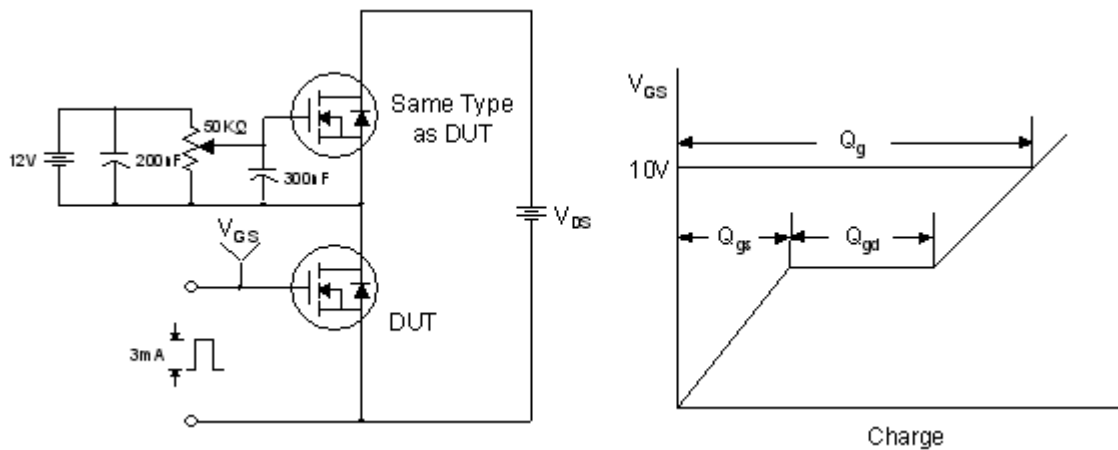 12V
200nF
50KΩ
300nF
Same Type
as DUT
V_DS
V_GS
DUT
3mA
V_GS
10V
Q_g
Q_gs
Q_gd
Charge